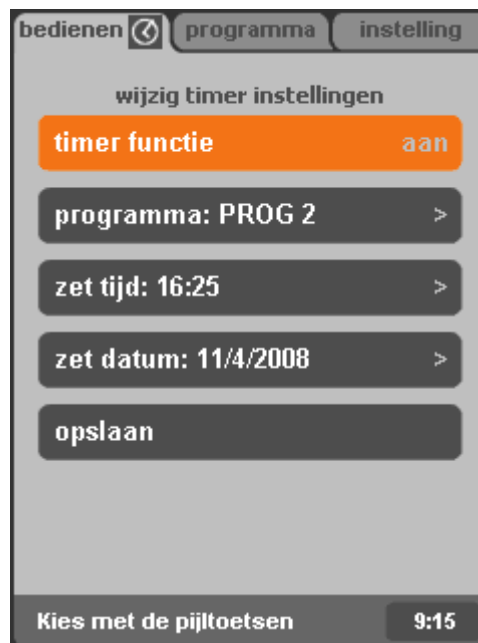 bedienen programma instelling
wijzig timer instellingen
timer functie aan
programma: PROG 2 >
zet tijd: 16:25 >
zet datum: 11/4/2008 >
opslaan
Kies met de pijltoetsen 9:15